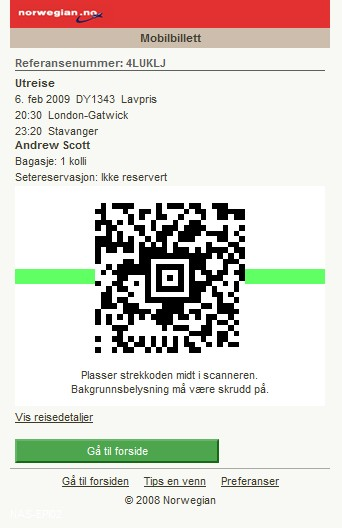 norwegian.no
Mobilbillett
Referansenummer: 4LUKLJ
Utreise
6. feb 2009 DY1343 Lavpris
20:30 London-Gatwick
23:20 Stavanger
Andrew Scott
Bagasje: 1 kolli
Setereservasjon: Ikke reservert
Plasser strekkoden midt i scanneren.
Bakgrunnsbelysning må være skrudd på.
Vis reisedetaljer
Gå til forside
Gå til forsiden Tips en venn Preferanser
© 2008 Norwegian